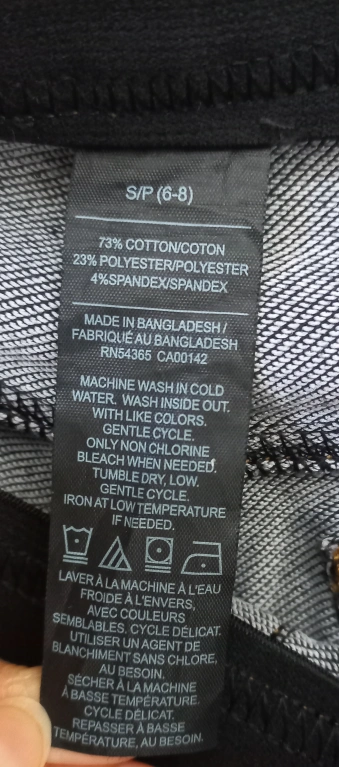 S/P (6-8)
73% COTTON/COTON
23% POLYESTER/POLYESTER
4%SPANDEX/SPANDEX
MADE IN BANGLADESH /
FABRIQUÉ AU BANGLADESH
RN54365 CA00142
MACHINE WASH IN COLD
WATER. WASH INSIDE OUT.
WITH LIKE COLORS.
GENTLE CYCLE.
ONLY NON CHLORINE
BLEACH WHEN NEEDED.
TUMBLE DRY, LOW.
GENTLE CYCLE.
IRON AT LOW TEMPERATURE
IF NEEDED.
LAVER À LA MACHINE À L'EAU
FROIDE À L'ENVERS,
AVEC COULEURS
SEMBLABLES. CYCLE DÉLICAT.
UTILISER UN AGENT DE
BLANCHIMENT SANS CHLORE,
AU BESOIN.
SÉCHER À LA MACHINE
À BASSE TEMPÉRATURE.
CYCLE DÉLICAT.
REPASSER À BASSE
TEMPÉRATURE, AU BESOIN.